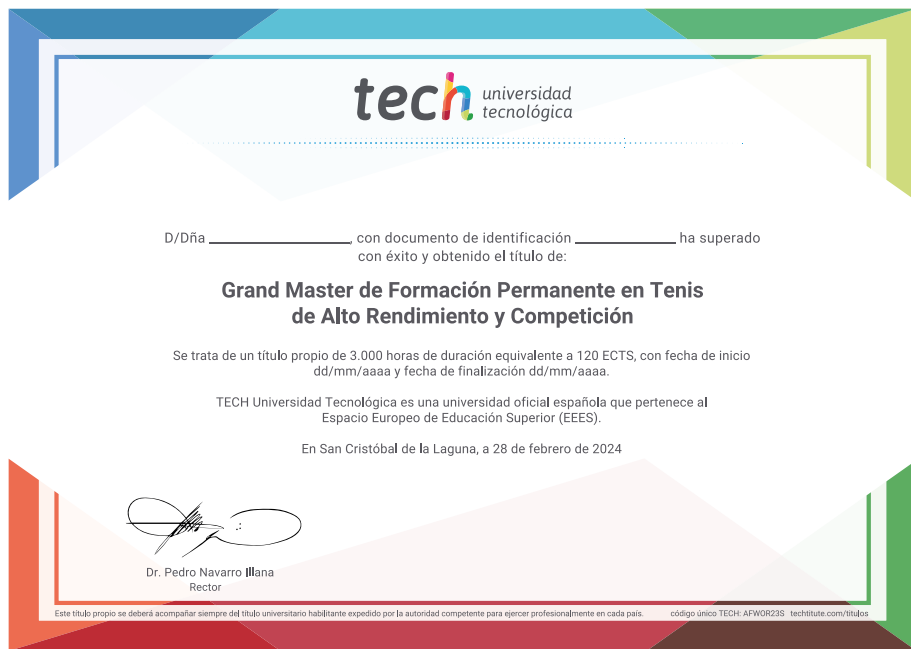 tech universidad
tecnológica
D/Dña ______________, con documento de identificación ______________ ha superado
con éxito y obtenido el título de:
Grand Master de Formación Permanente en Tenis
de Alto Rendimiento y Competición
Se trata de un título propio de 3.000 horas de duración equivalente a 120 ECTS, con fecha de inicio
dd/mm/aaaa y fecha de finalización dd/mm/aaaa.
TECH Universidad Tecnológica es una universidad oficial española que pertenece al
Espacio Europeo de Educación Superior (EEES).
En San Cristóbal de la Laguna, a 28 de febrero de 2024
Dr. Pedro Navarro Illana
Rector
Este título propio se deberá acompañar siempre del título universitario habilitante expedido por la autoridad competente para ejercer profesionalmente en cada país. código único TECH: AFWOR23S techtitute.com/titulos